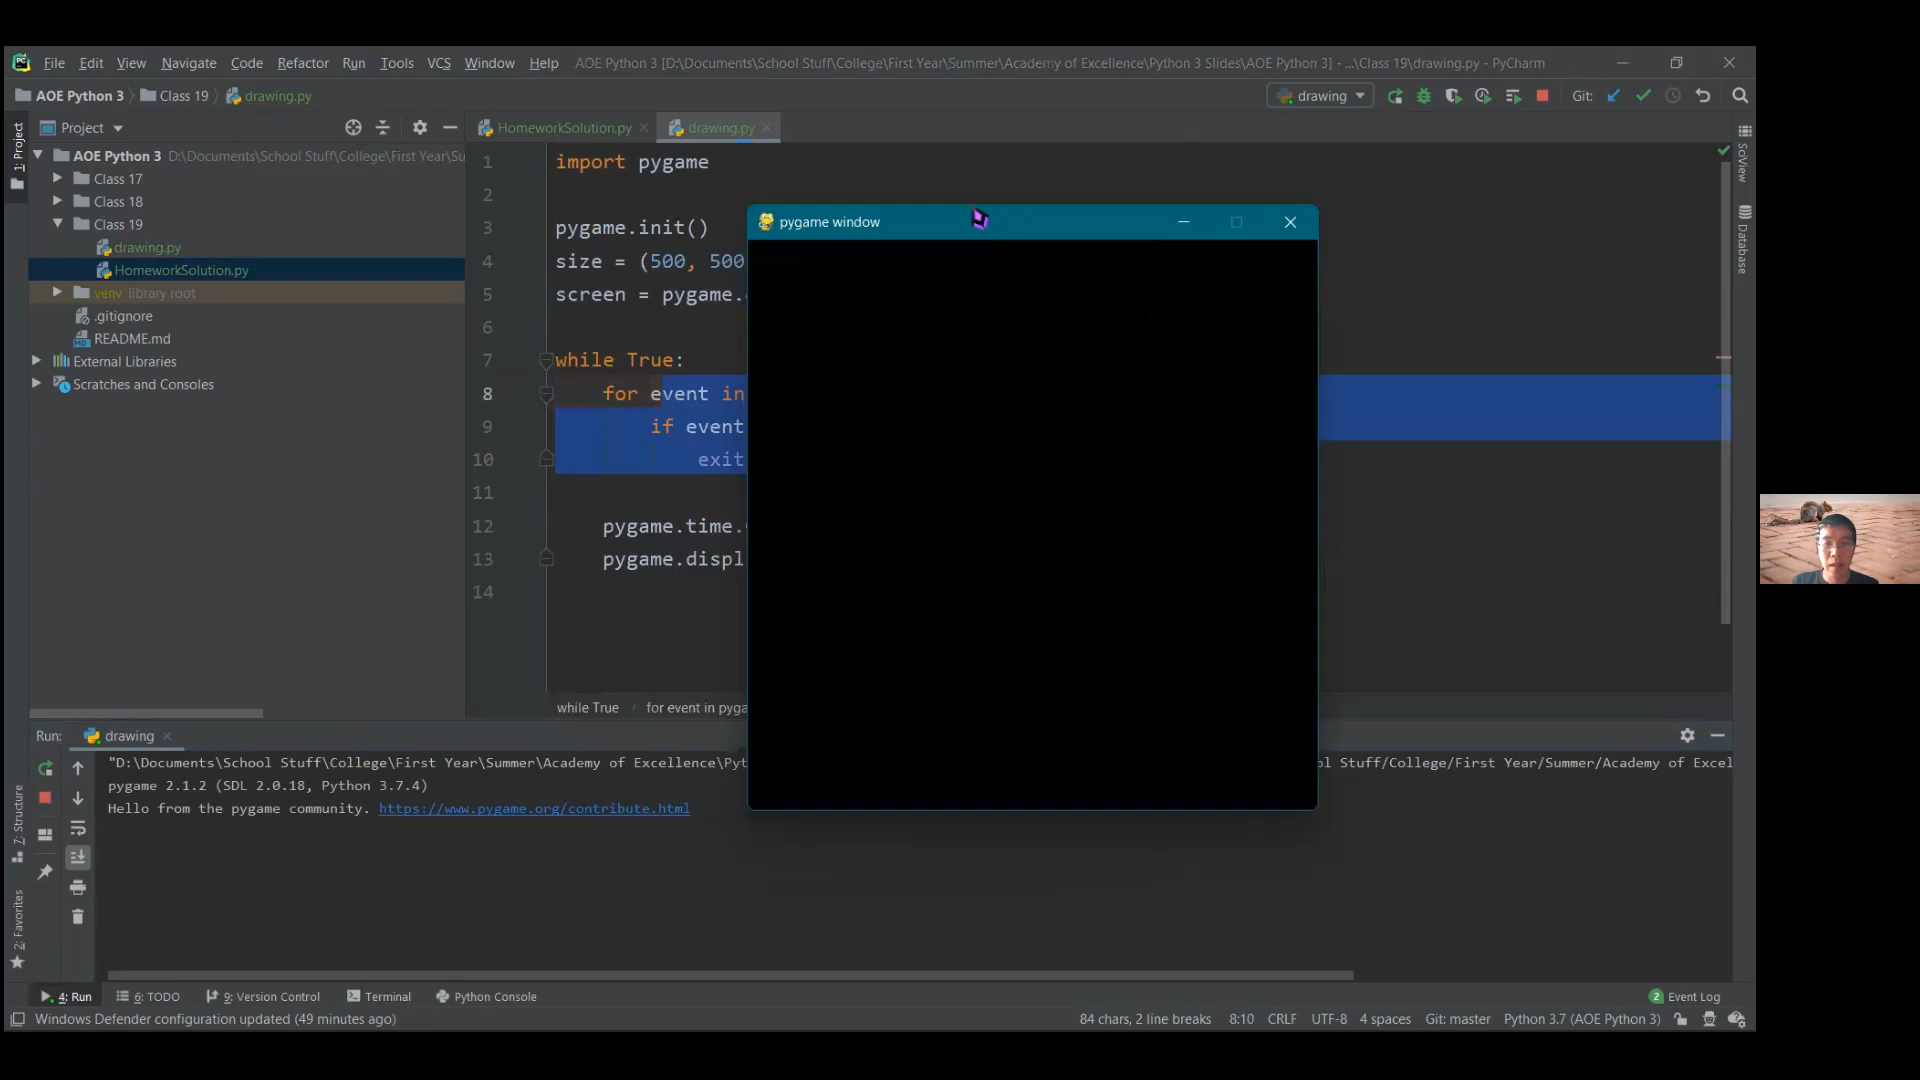 File Edit View Navigate Code Refactor Run Tools VCS Window Help AOE Python 3 [D:\Documents\School Stuff\College\First Year\Summer\Academy of Excellence\Python 3 Slides\AOE Python 3] - ...\Class 19\drawing.py - PyCharm
AOE Python 3 Class 19 drawing.py drawing Git:
1: Project
Project
HomeworkSolution.py drawing.py
AOE Python 3 D:\Documents\School Stuff\College\First Year\Su
Class 17
Class 18
Class 19
drawing.py
HomeworkSolution.py
venv library root
.gitignore
README.md
External Libraries
Scratches and Consoles
1 import pygame
2
3 pygame.init()
4 size = (500, 500
5 screen = pygame.
6
7 while True:
8 for event in
9 if event
10 exit
11
12 pygame.time.
13 pygame.displ
14
while True for event in pyga
pygame window
SciView
Database
Run: drawing
"D:\Documents\School Stuff\College\First Year\Summer\Academy of Excellence\Pyt ol Stuff/College/First Year/Summer/Academy of Excel
pygame 2.1.2 (SDL 2.0.18, Python 3.7.4)
Hello from the pygame community. https://www.pygame.org/contribute.html
7: Structure
2: Favorites
4: Run 6: TODO 9: Version Control Terminal Python Console 2 Event Log
Windows Defender configuration updated (49 minutes ago) 84 chars, 2 line breaks 8:10 CRLF UTF-8 4 spaces Git: master Python 3.7 (AOE Python 3)